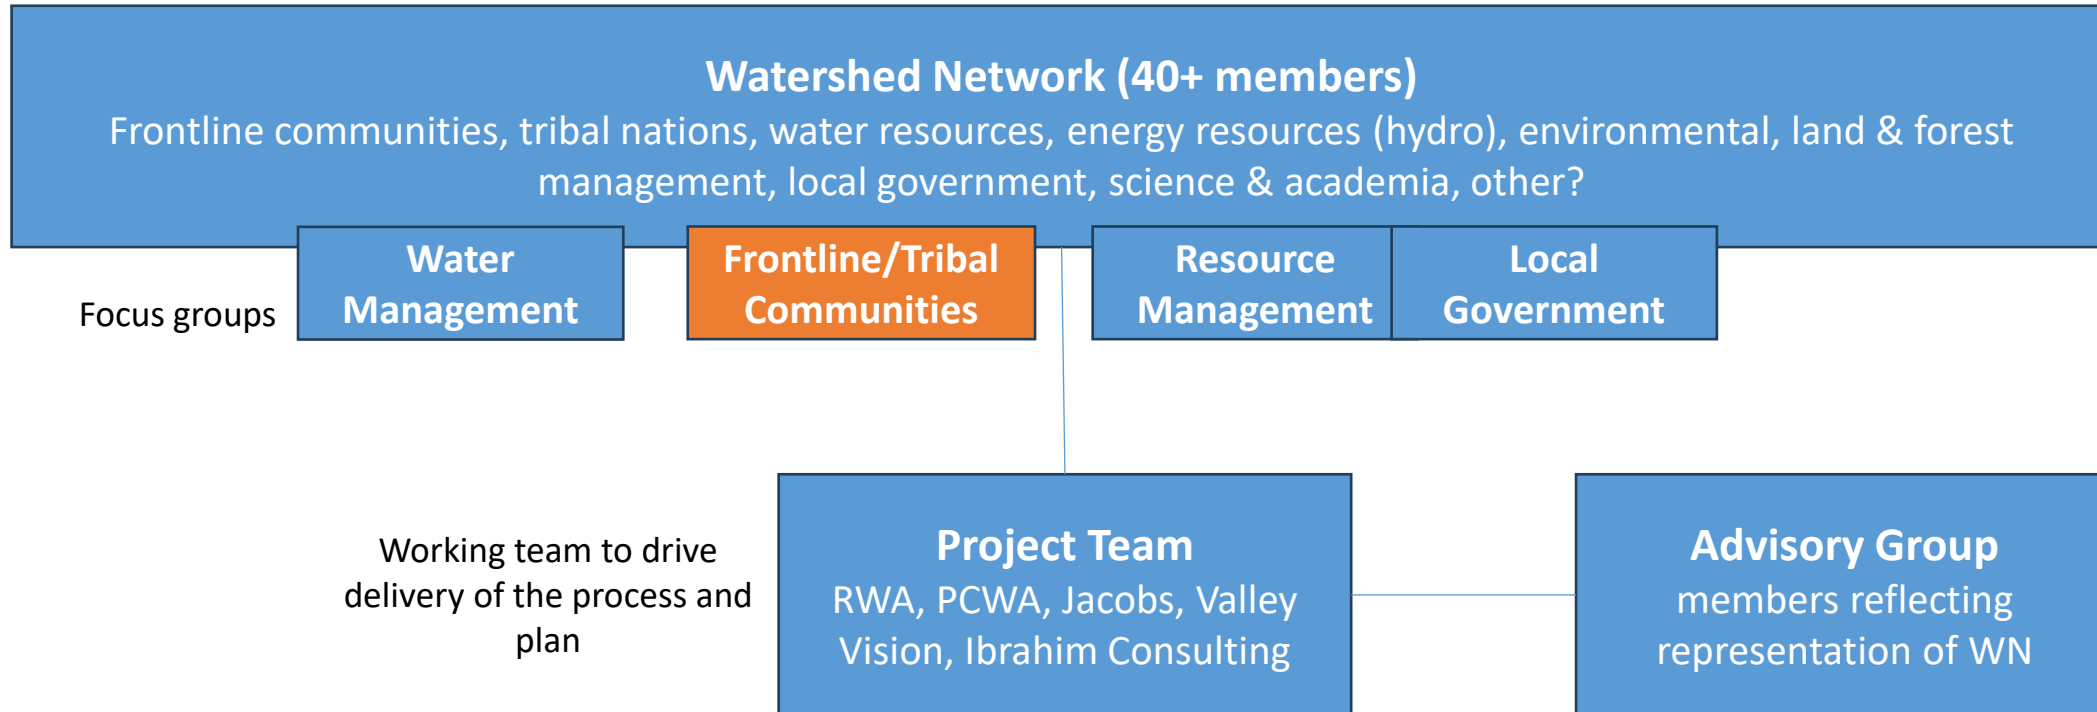 Watershed Network (40+ members)
Frontline communities, tribal nations, water resources, energy resources (hydro), environmental, land & forest
management, local government, science & academia, other?
Focus groups
Water
Management
Frontline/Tribal
Communities
Resource
Management
Local
Government
Working team to drive
delivery of the process and
plan
Project Team
RWA, PCWA, Jacobs, Valley
Vision, Ibrahim Consulting
Advisory Group
members reflecting
representation of WN